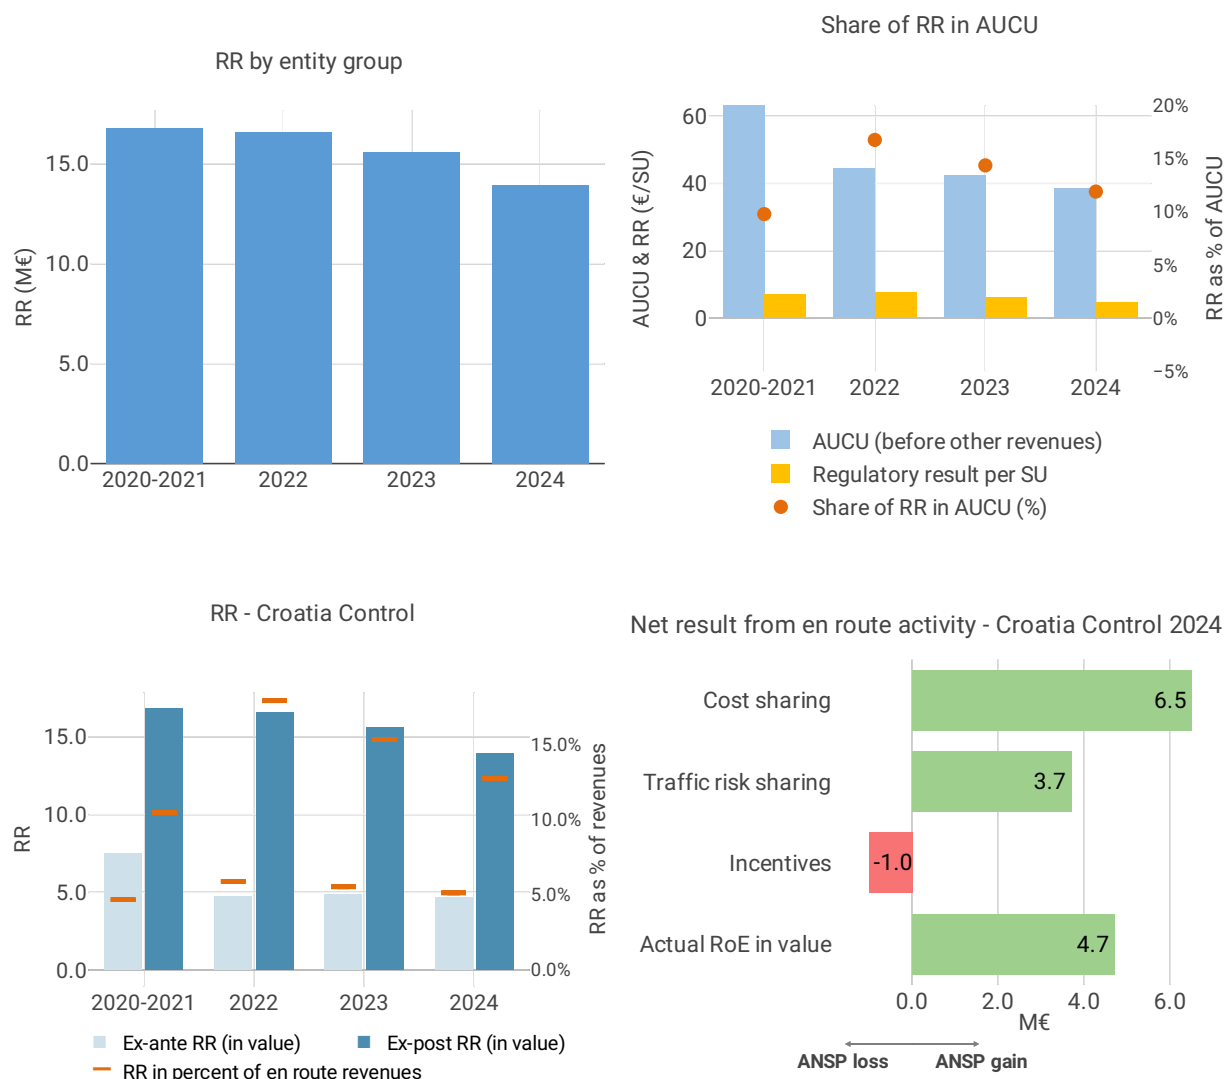 RR by entity group
RR (M€)
15.0
10.0
5.0
0.0
2020-2021 2022 2023 2024
Share of RR in AUCU
AUCU & RR (€/SU)
60
40
20
0
20%
15%
10%
5%
0%
−5%
RR as % of AUCU
2020-2021 2022 2023 2024
AUCU (before other revenues)
Regulatory result per SU
Share of RR in AUCU (%)
RR - Croatia Control
RR
15.0
10.0
5.0
0.0
15.0%
10.0%
5.0%
0.0%
RR as % of revenues
2020-2021 2022 2023 2024
Ex-ante RR (in value) Ex-post RR (in value)
RR in percent of en route revenues
Net result from en route activity - Croatia Control 2024
Cost sharing 6.5
Traffic risk sharing 3.7
Incentives -1.0
Actual RoE in value 4.7
0.0 2.0 4.0 6.0
M€
ANSP loss ANSP gain